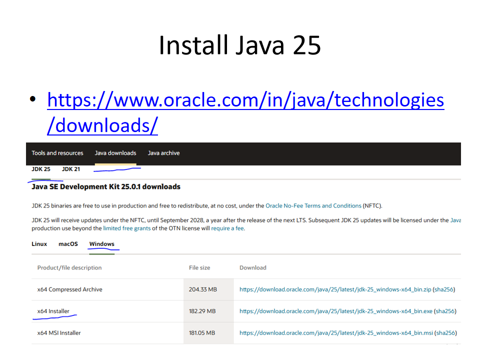 Install Java 25
• https://www.oracle.com/in/java/technologies
/downloads/
Tools and resources Java downloads Java archive
JDK 25 JDK 21
Java SE Development Kit 25.0.1 downloads
JDK 25 binaries are free to use in production and free to redistribute, at no cost, under the Oracle No-Fee Terms and Conditions (NFTC).
JDK 25 will receive updates under the NFTC, until September 2028, a year after the release of the next LTS. Subsequent JDK 25 updates will be licensed under the Java
production use beyond the limited free grants of the OTN license will require a fee.
Linux macOS Windows
Product/file description File size Download
x64 Compressed Archive 204.33 MB https://download.oracle.com/java/25/latest/jdk-25_windows-x64_bin.zip (sha256)
x64 Installer 182.29 MB https://download.oracle.com/java/25/latest/jdk-25_windows-x64_bin.exe (sha256)
x64 MSI Installer 181.05 MB https://download.oracle.com/java/25/latest/jdk-25_windows-x64_bin.msi (sha256)